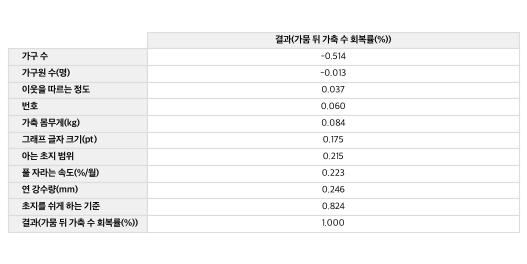 결과(가뭄 뒤 가축 수 회복률(%))
가구 수 -0.514
가구원 수(명) -0.013
이웃을 따르는 정도 0.037
번호 0.060
가축 몸무게(kg) 0.084
그래프 글자 크기(pt) 0.175
아는 초지 범위 0.215
풀 자라는 속도(%/월) 0.223
연 강수량(mm) 0.246
초지를 쉬게 하는 기준 0.824
결과(가뭄 뒤 가축 수 회복률(%)) 1.000